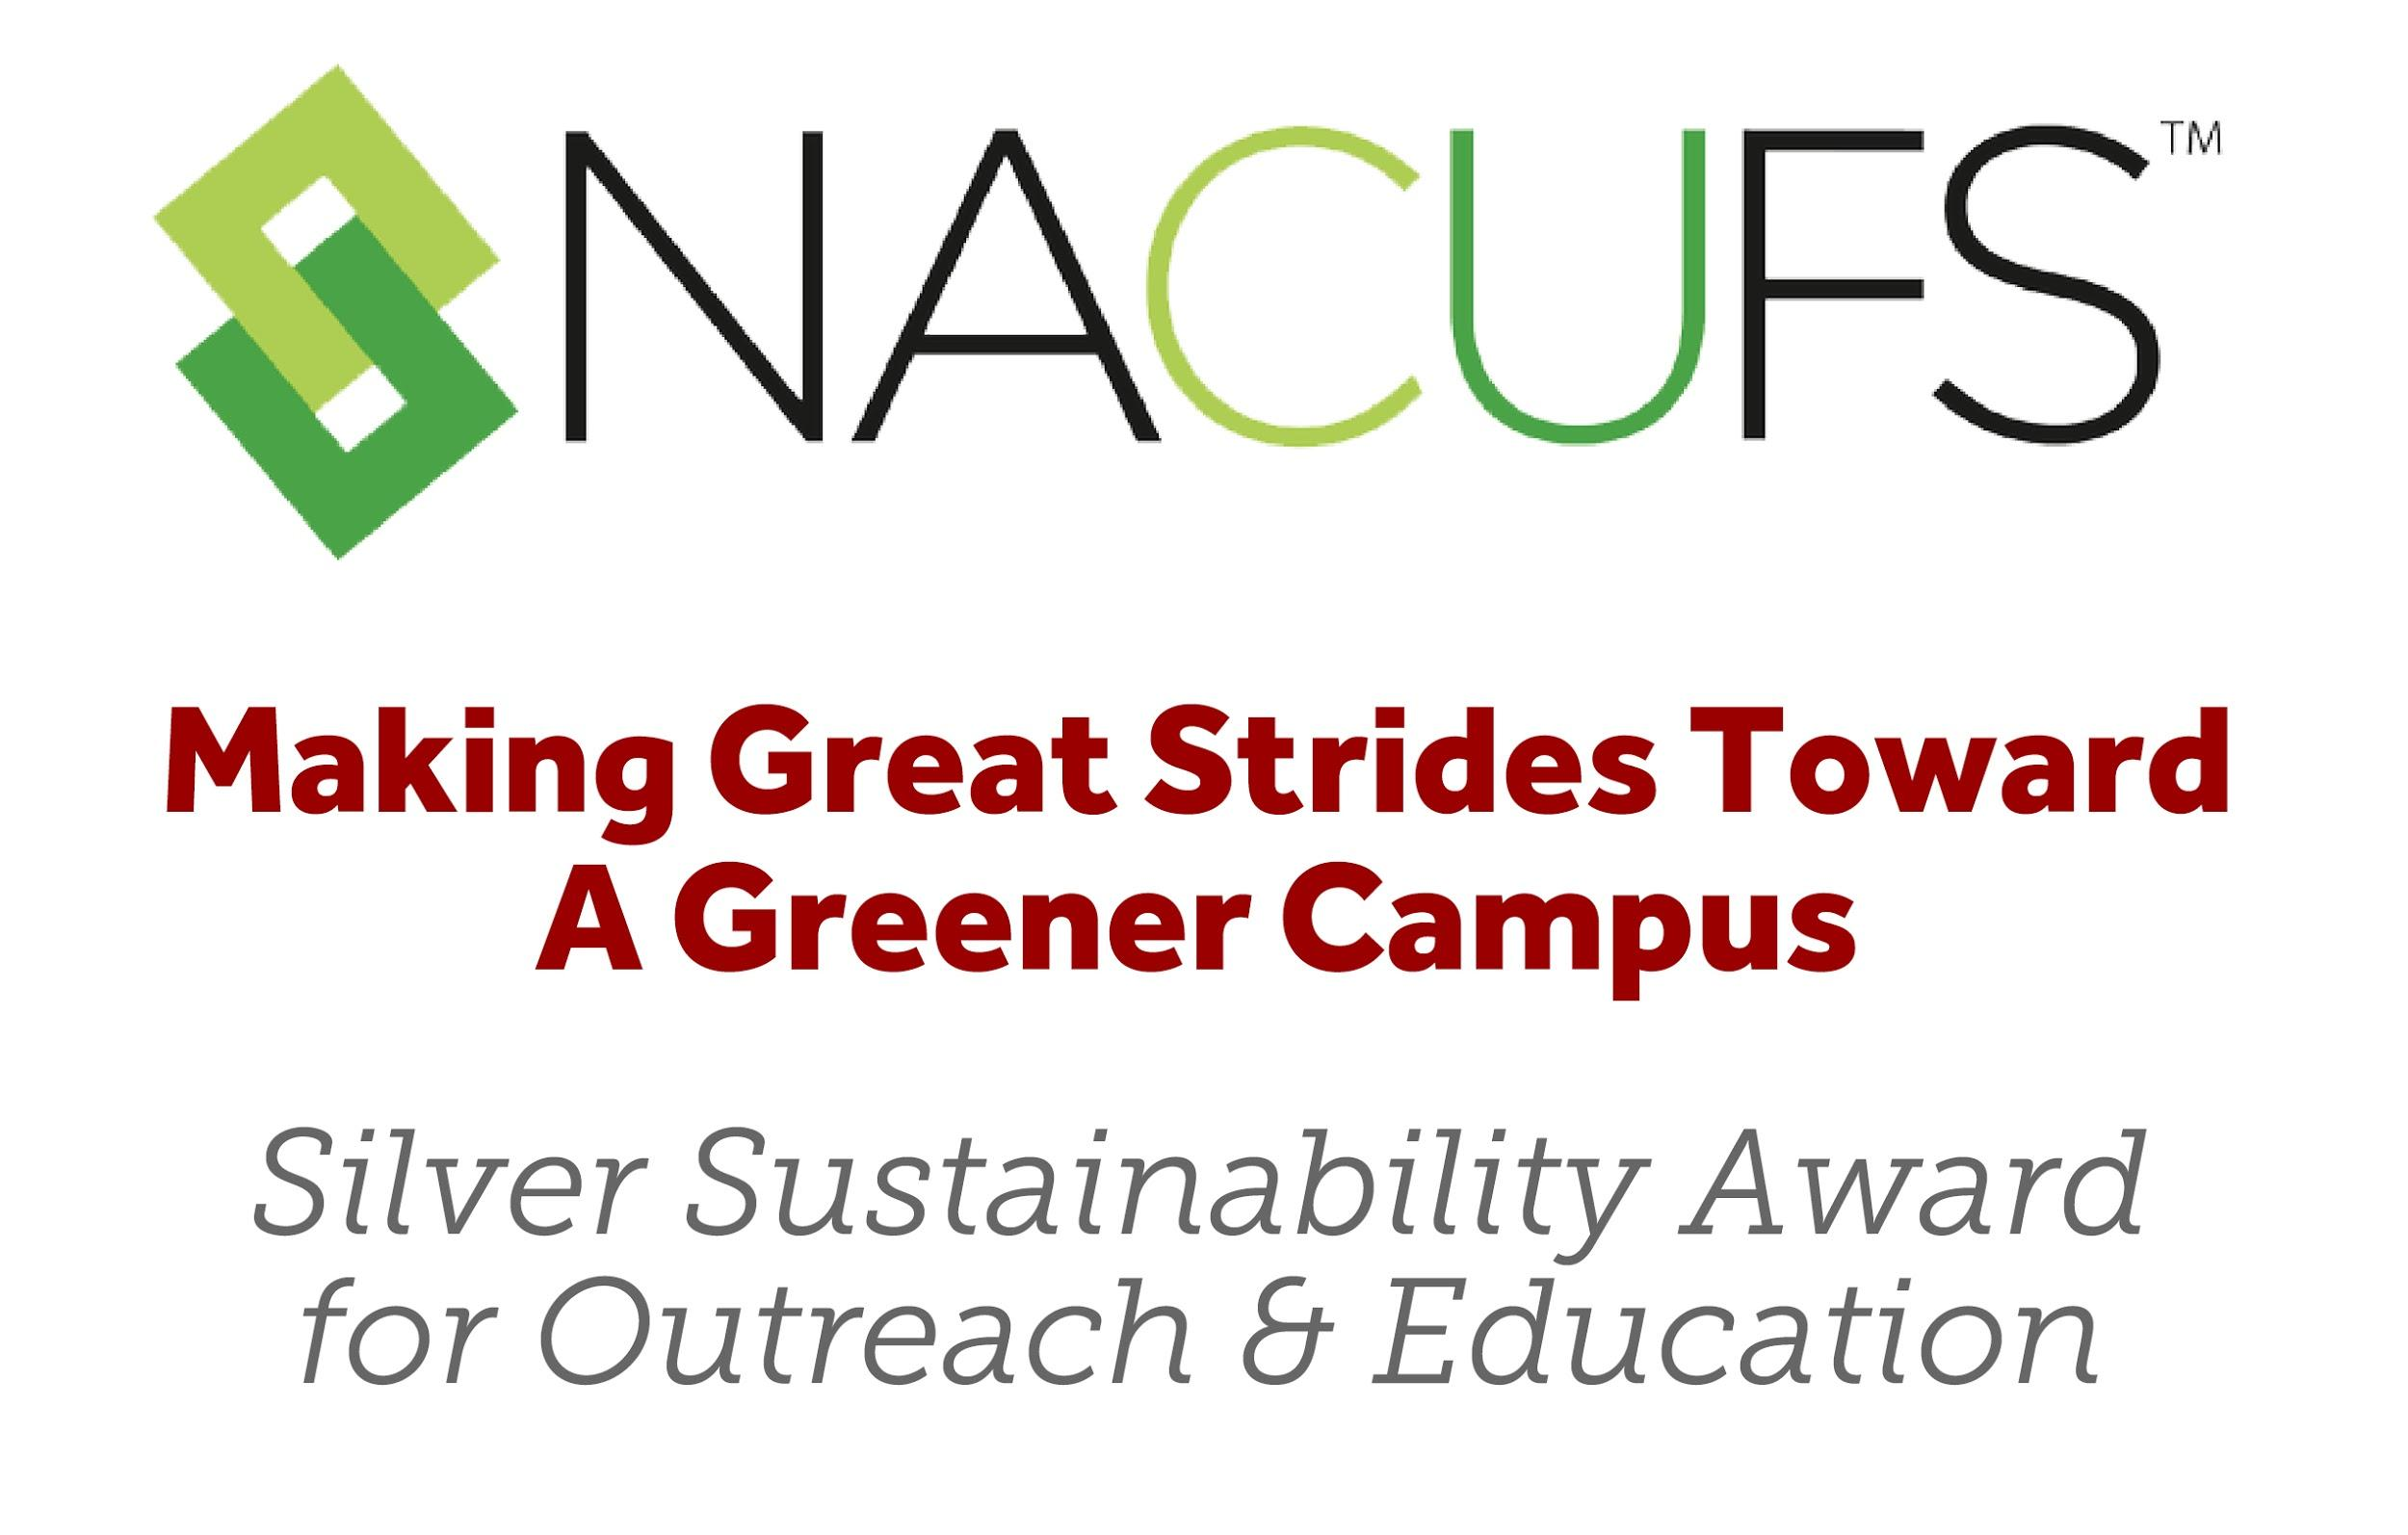 NACUFS™
Making Great Strides Toward
A Greener Campus
Silver Sustainability Award
for Outreach & Education